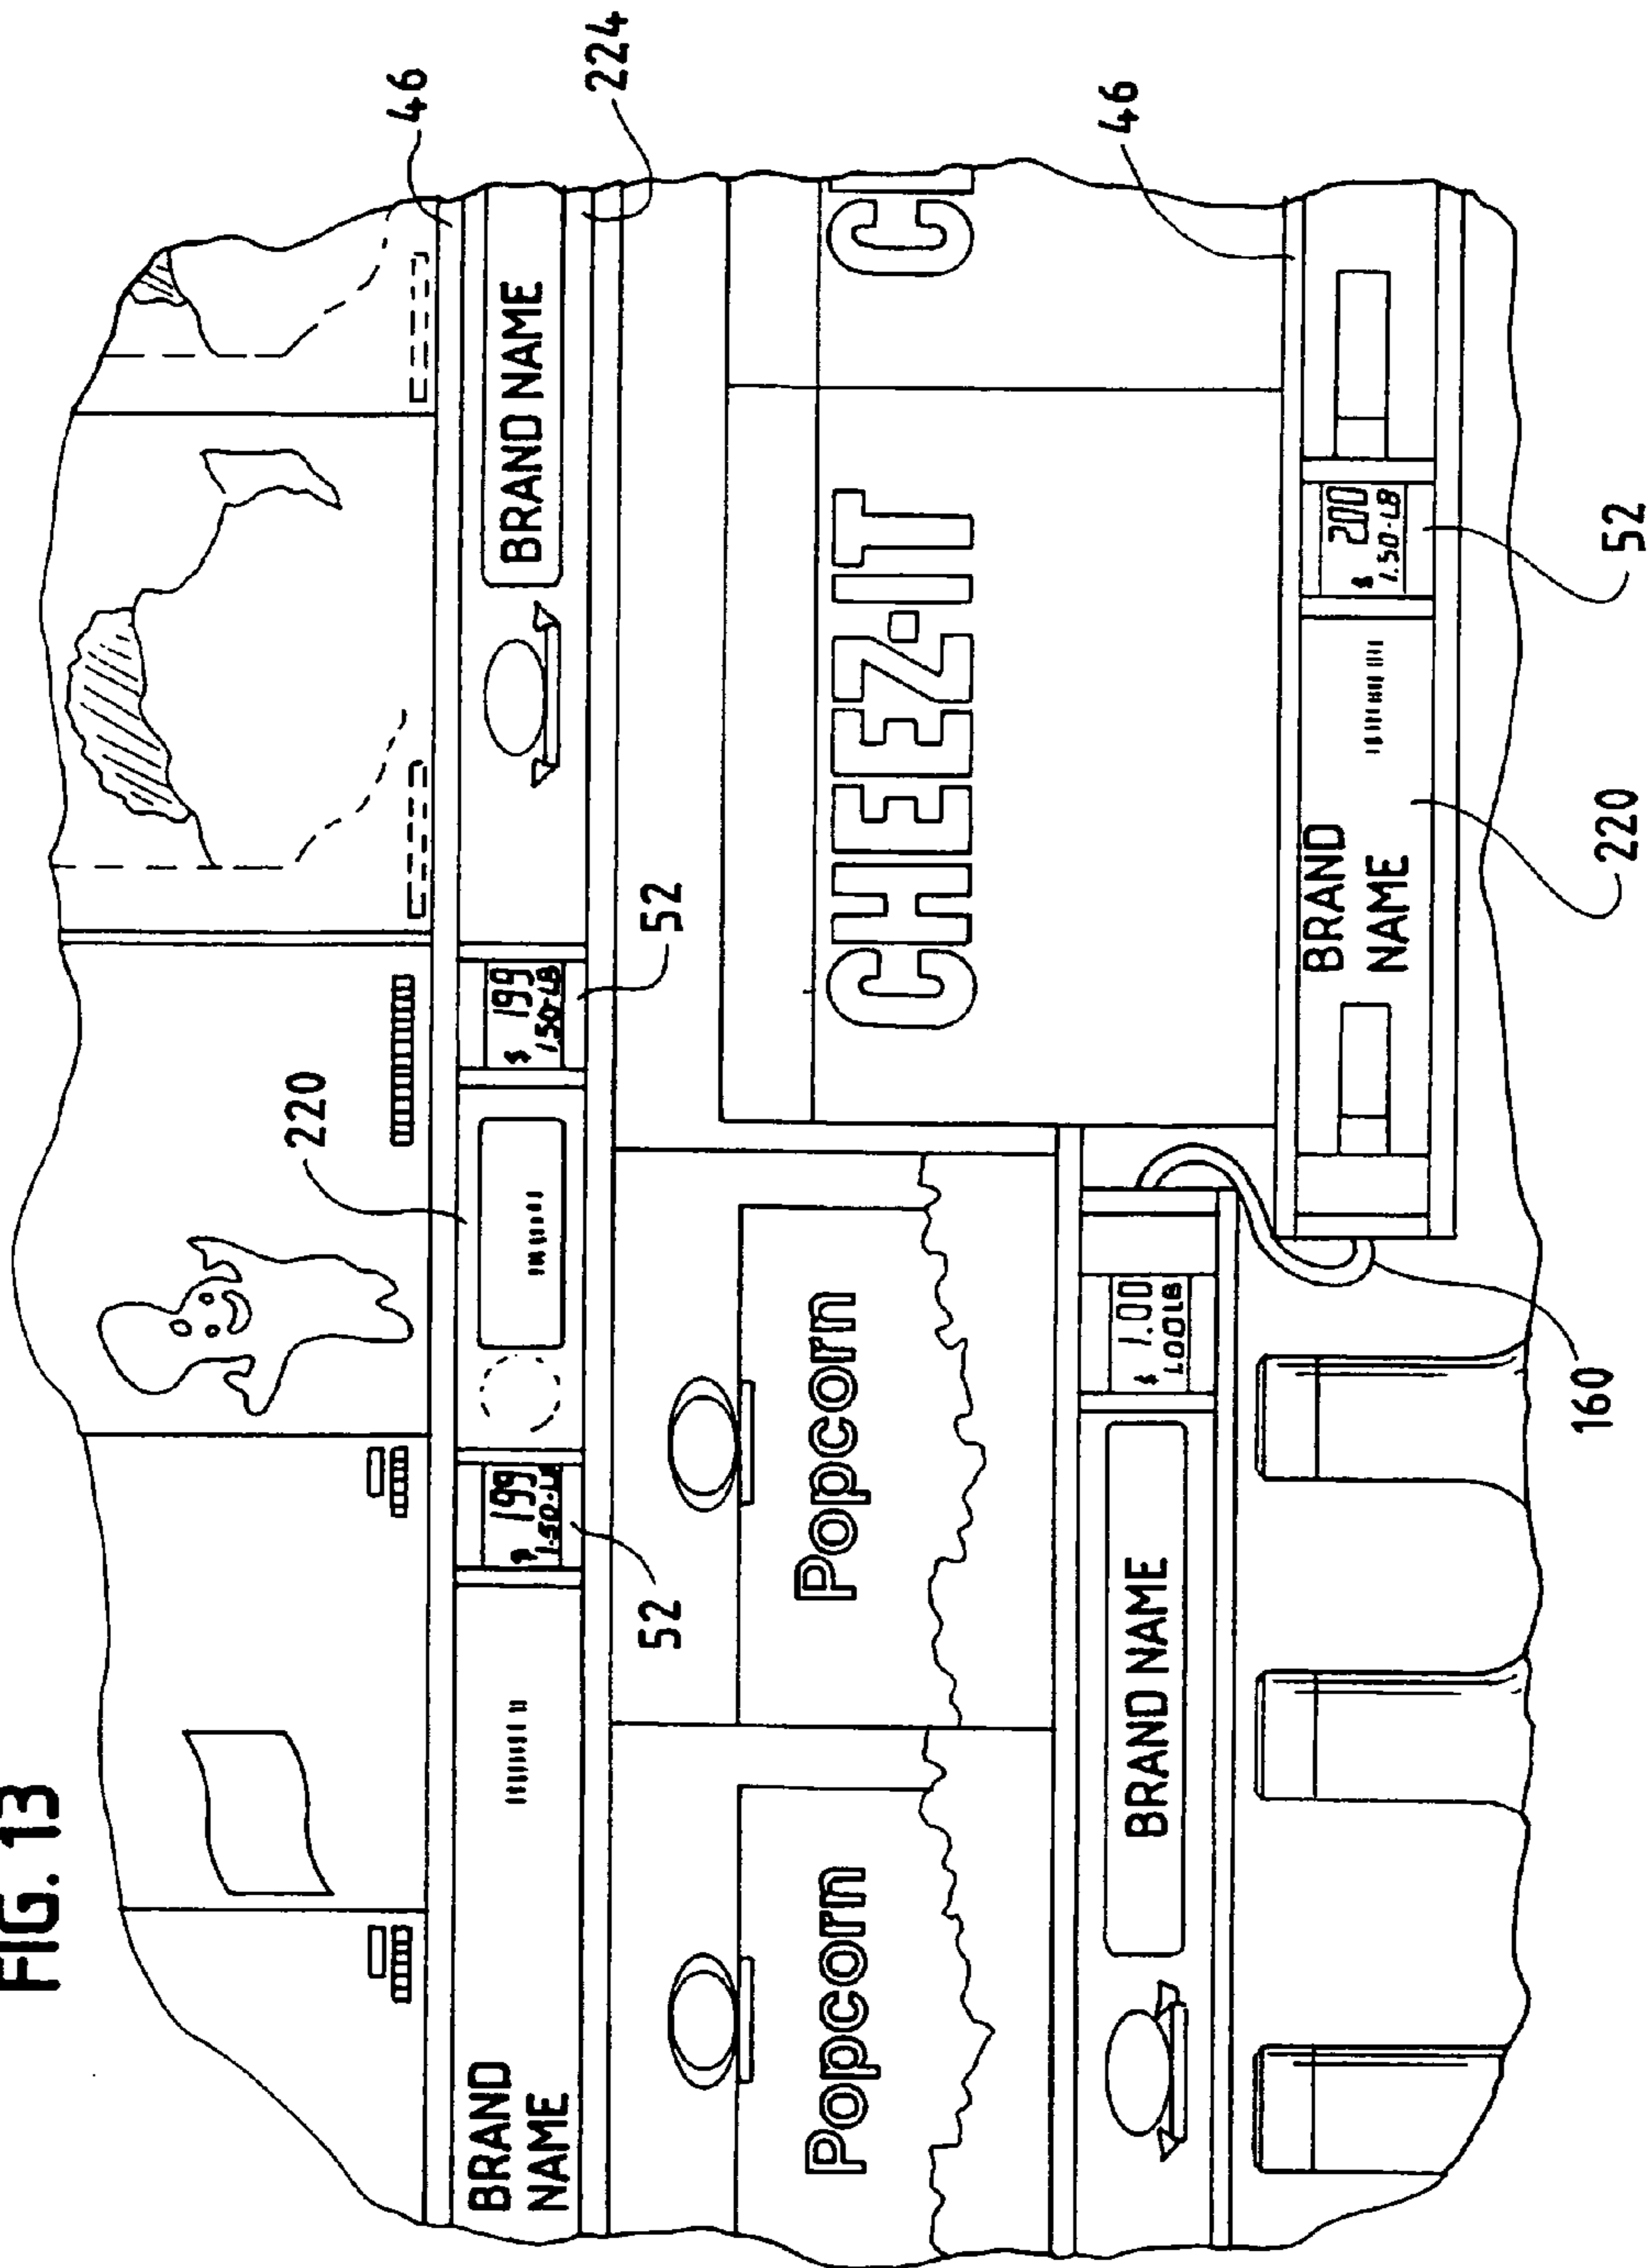 FIG. 13
46
224
BRAND NAME
220
52
$ 199
1.50-LB
$ 199
1.50-LB
52
BRAND
NAME
CHEEZ-IT
C
46
Popcorn
Popcorn
$ 1.00
1.00 LB
BRAND NAME
160
BRAND
NAME
$ 200
1.50-LB
220
52